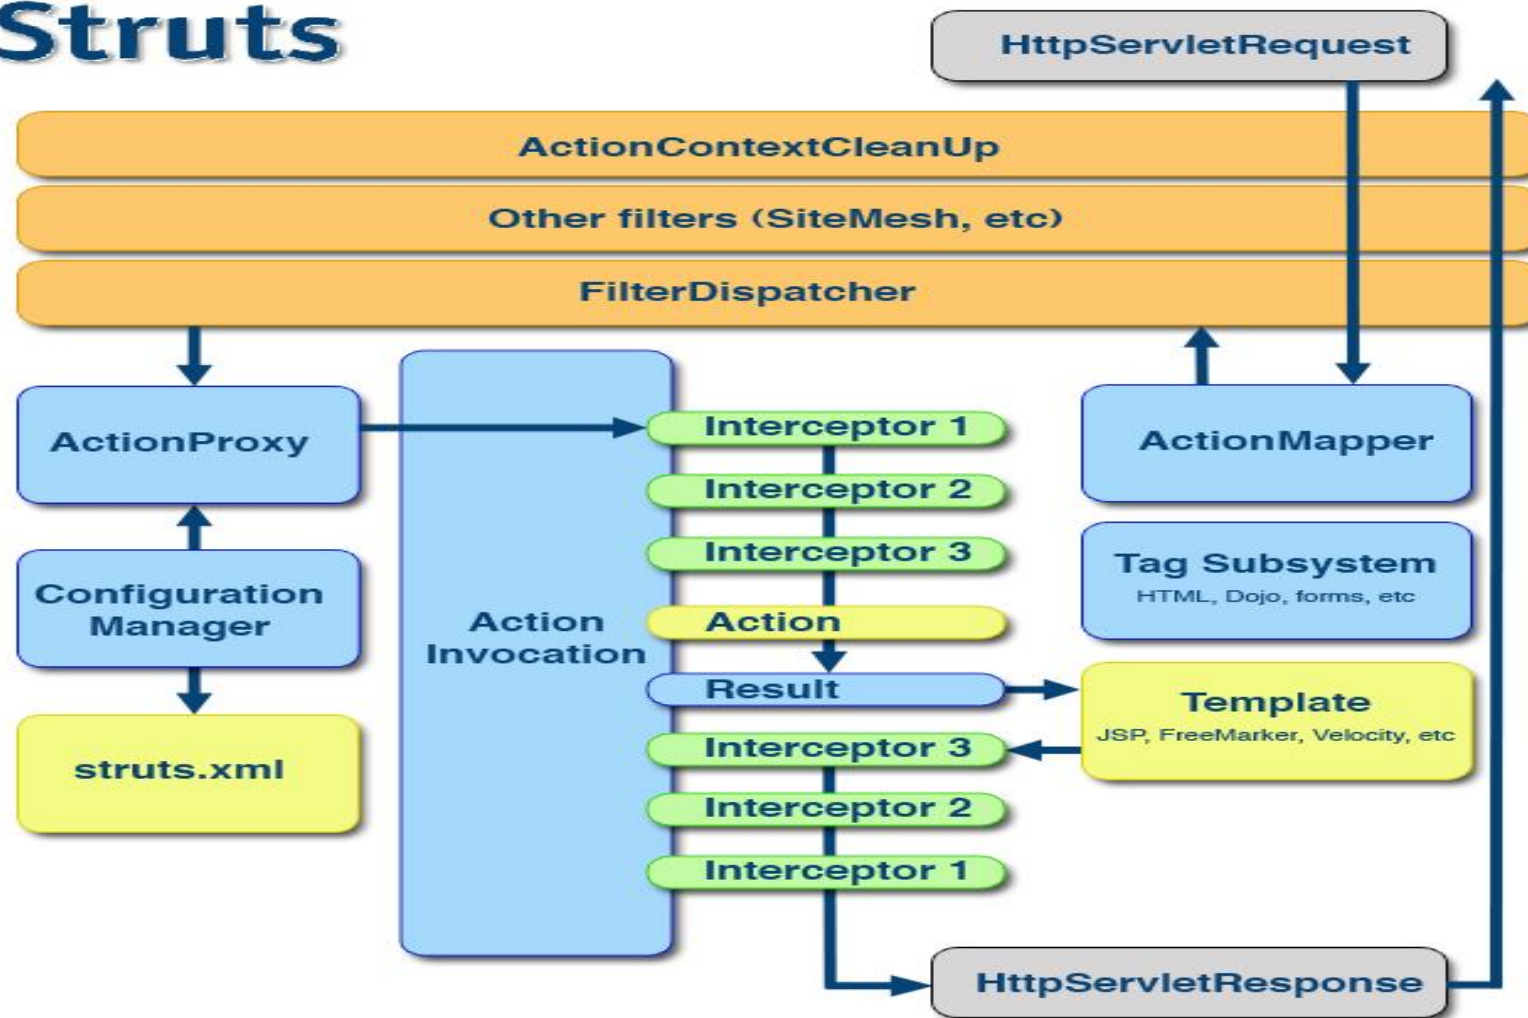 Struts
HttpServletRequest
ActionContextCleanUp
Other filters (SiteMesh, etc)
FilterDispatcher
ActionProxy
Interceptor 1
ActionMapper
Interceptor 2
Interceptor 3
Tag Subsystem
HTML, Dojo, forms, etc
Configuration
Manager
Action
Invocation
Action
Result
Template
JSP, FreeMarker, Velocity, etc
struts.xml
Interceptor 3
Interceptor 2
Interceptor 1
HttpServletResponse